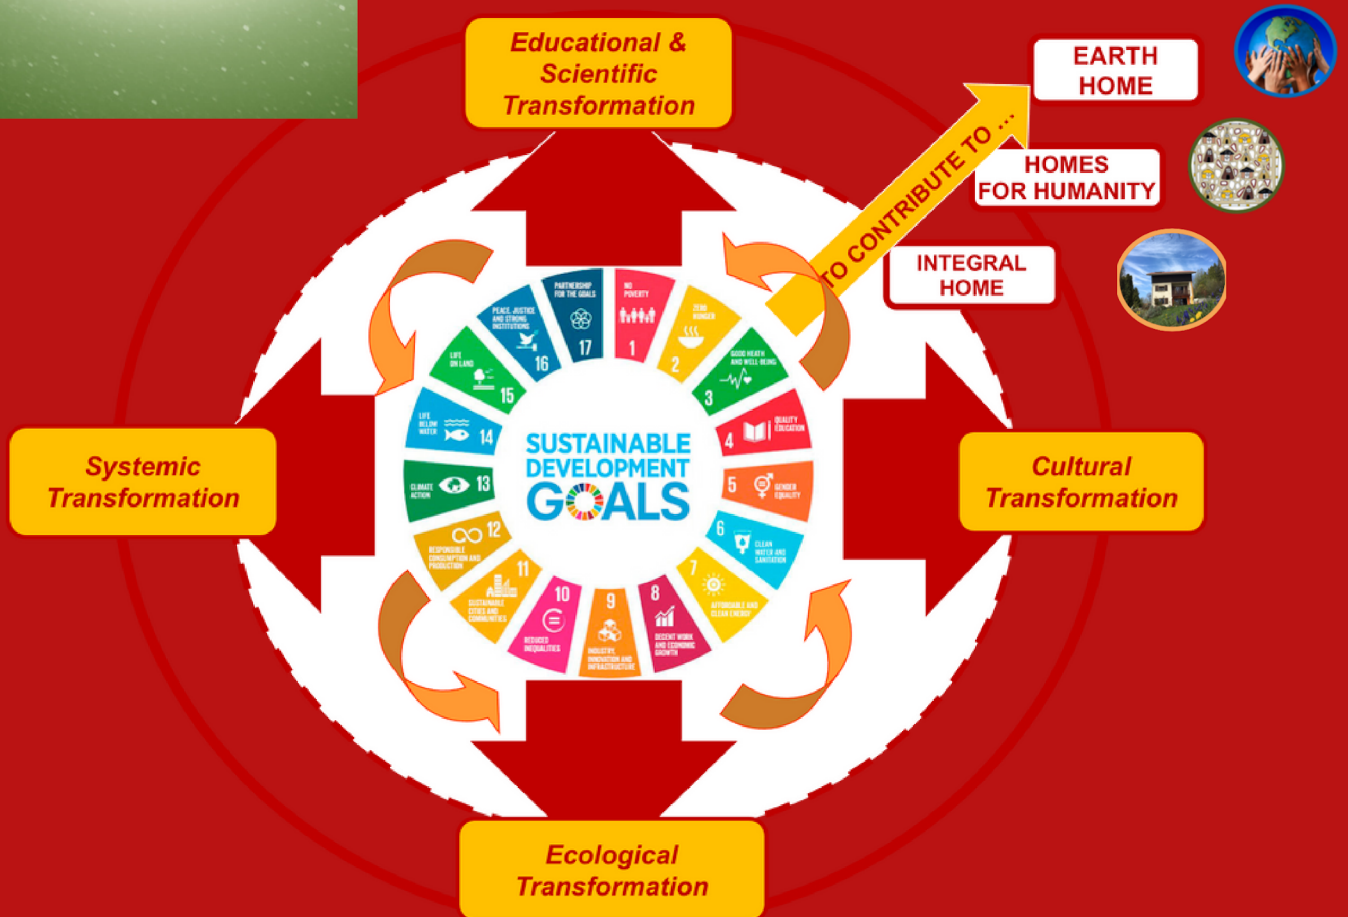 Educational &
Scientific
Transformation
EARTH
HOME
TO CONTRIBUTE TO ...
HOMES
FOR HUMANITY
INTEGRAL
HOME
Systemic
Transformation
Cultural
Transformation
Ecological
Transformation
SUSTAINABLE
DEVELOPMENT
GOALS
NO
POVERTY
1
ZERO
HUNGER
2
GOOD HEATH
AND WELL-BEING
3
4
QUALITY
EDUCATION
5
GENDER
EQUALITY
6
CLEAN
WATER AND
SANITATION
7
AFFORDABLE AND
CLEAN ENERGY
8
DECENT WORK
AND ECONOMIC
GROWTH
9
INDUSTRY,
INNOVATION AND
INFRASTRUCTURE
10
REDUCED
INEQUALITIES
11
SUSTAINABLE
CITIES AND
COMMUNITIES
12
RESPONSIBLE
CONSUMPTION AND
PRODUCTION
CLIMATE
ACTION
13
LIFE
BELOW
WATER
14
LIFE
ON LAND
15
PEACE, JUSTICE
AND STRONG
INSTITUTIONS
16
PARTNERSHIP
FOR THE GOALS
17